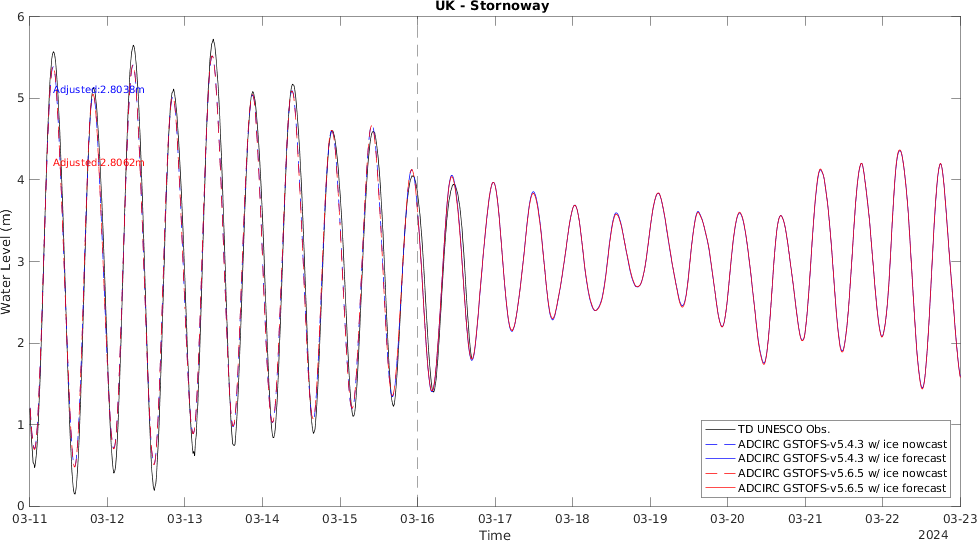 UK - Stornoway
6
5
4
3
2
1
0
Water Level (m)
Adjusted:2.8038m
Adjusted:2.8062m
TD UNESCO Obs.
ADCIRC GSTOFS-v5.4.3 w/ ice nowcast
ADCIRC GSTOFS-v5.4.3 w/ ice forecast
ADCIRC GSTOFS-v5.6.5 w/ ice nowcast
ADCIRC GSTOFS-v5.6.5 w/ ice forecast
03-11 03-12 03-13 03-14 03-15 03-16 03-17 03-18 03-19 03-20 03-21 03-22 03-23
Time
2024